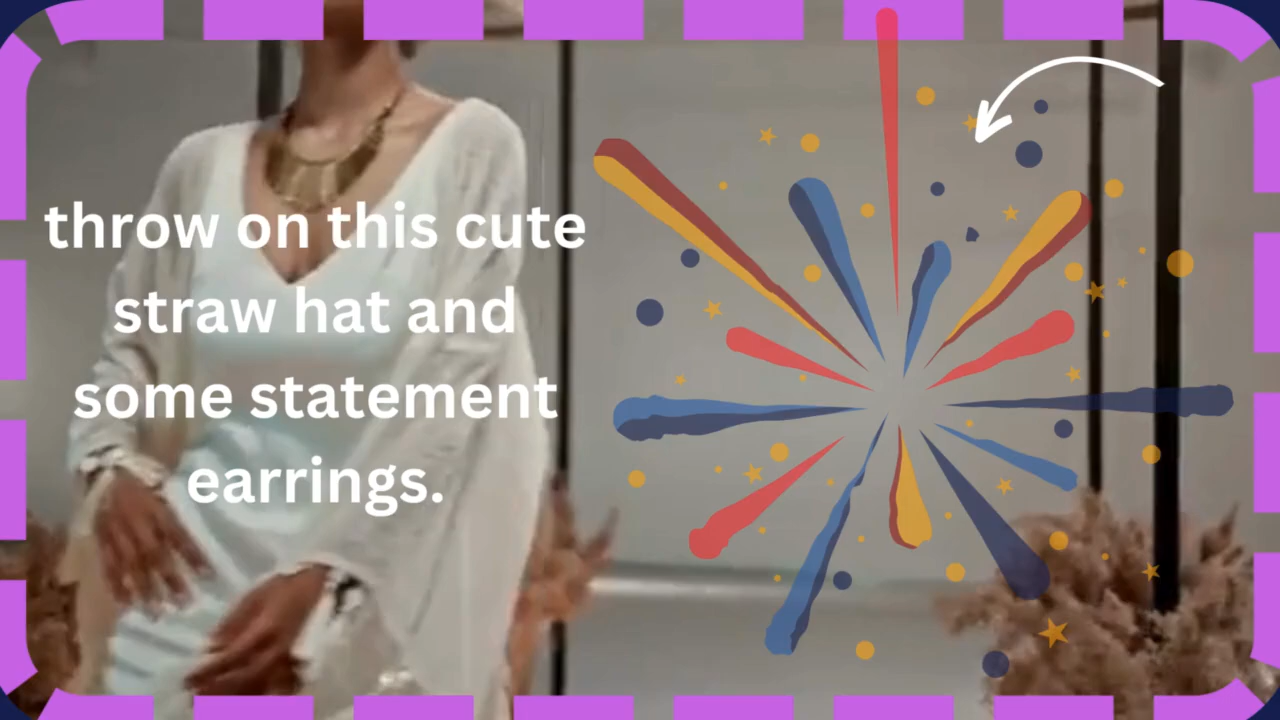 throw on this cute
straw hat and
some statement
earrings.